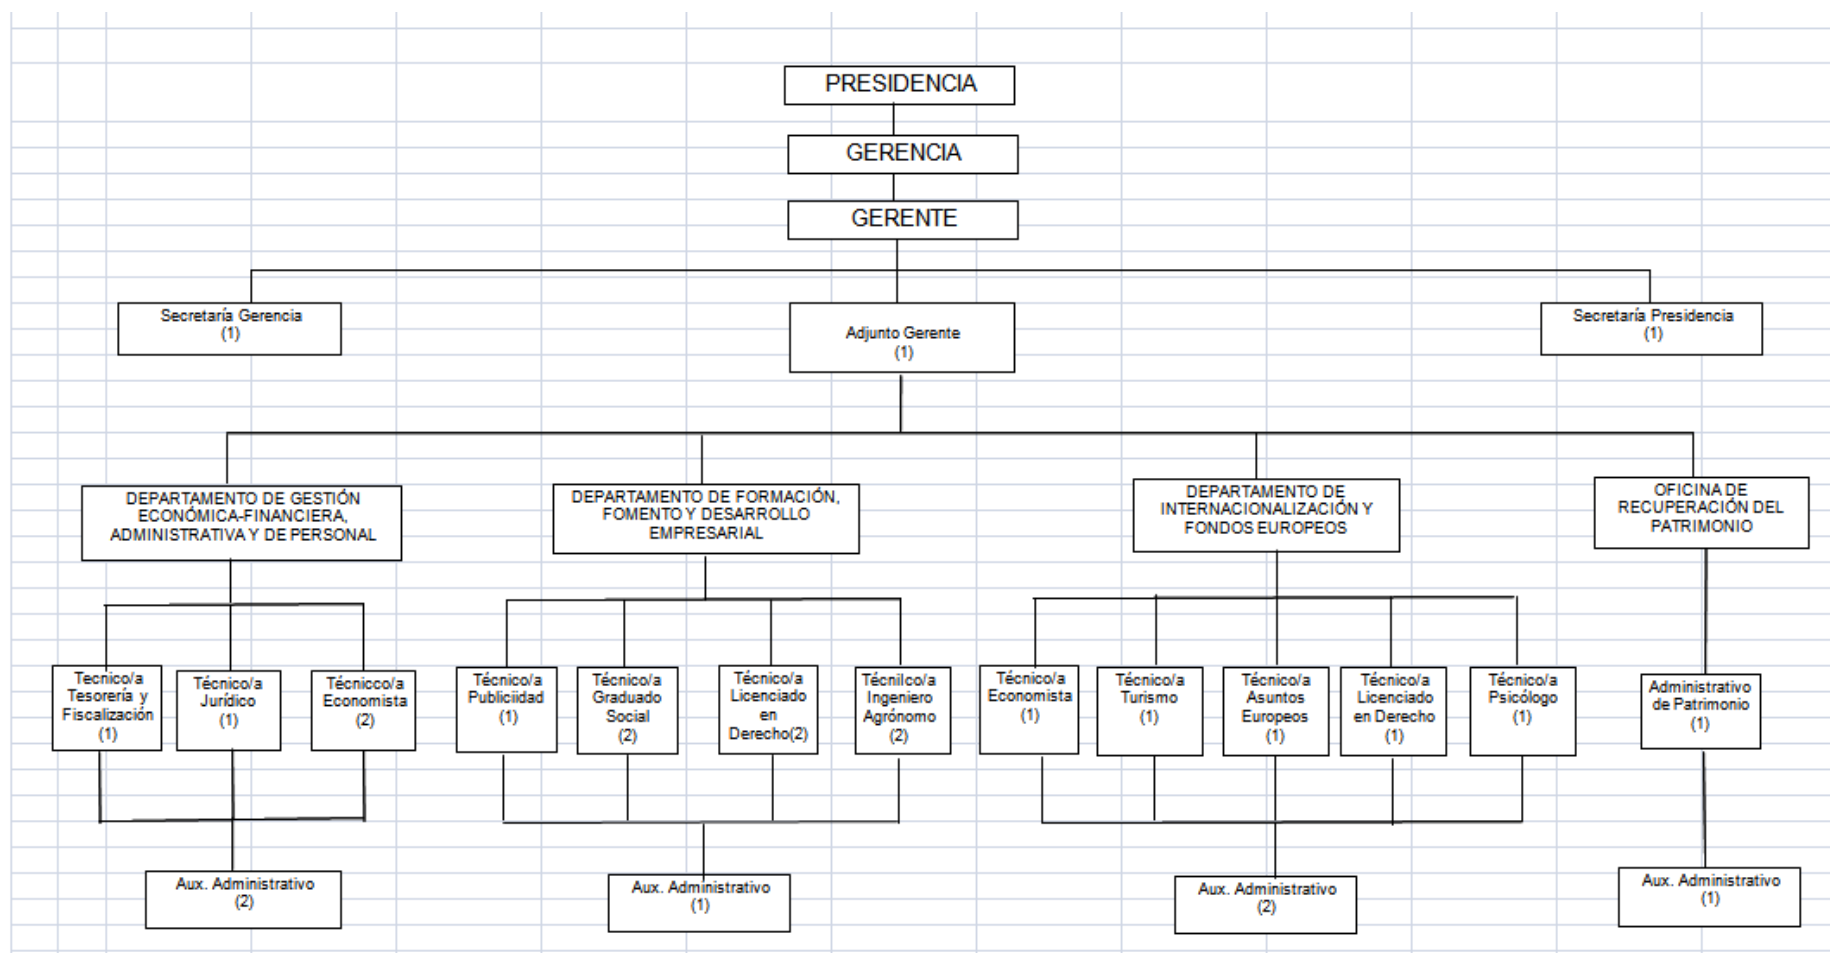 PRESIDENCIA
GERENCIA
GERENTE
Secretaría Gerencia
(1)
Adjunto Gerente
(1)
Secretaría Presidencia
(1)
DEPARTAMENTO DE GESTIÓN
ECONÓMICA-FINANCIERA,
ADMINISTRATIVA Y DE PERSONAL
DEPARTAMENTO DE FORMACIÓN,
FOMENTO Y DESARROLLO
EMPRESARIAL
DEPARTAMENTO DE
INTERNACIONALIZACIÓN Y
FONDOS EUROPEOS
OFICINA DE
RECUPERACIÓN DEL
PATRIMONIO
Tecnico/a
Tesorería y
Fiscalización
(1)
Técnico/a
Jurídico
(1)
Técnicco/a
Economista
(2)
Técnico/a
Publiciidad
(1)
Técnico/a
Graduado
Social
(2)
Técnico/a
Licenciado
en
Derecho(2)
Técnilco/a
Ingeniero
Agrónomo
(2)
Técnico/a
Economista
(1)
Técnico/a
Turismo
(1)
Técnico/a
Asuntos
Europeos
(1)
Técnico/a
Licenciado
en Derecho
(1)
Técnico/a
Psicólogo
(1)
Administrativo
de Patrimonio
(1)
Aux. Administrativo
(2)
Aux. Administrativo
(1)
Aux. Administrativo
(2)
Aux. Administrativo
(1)